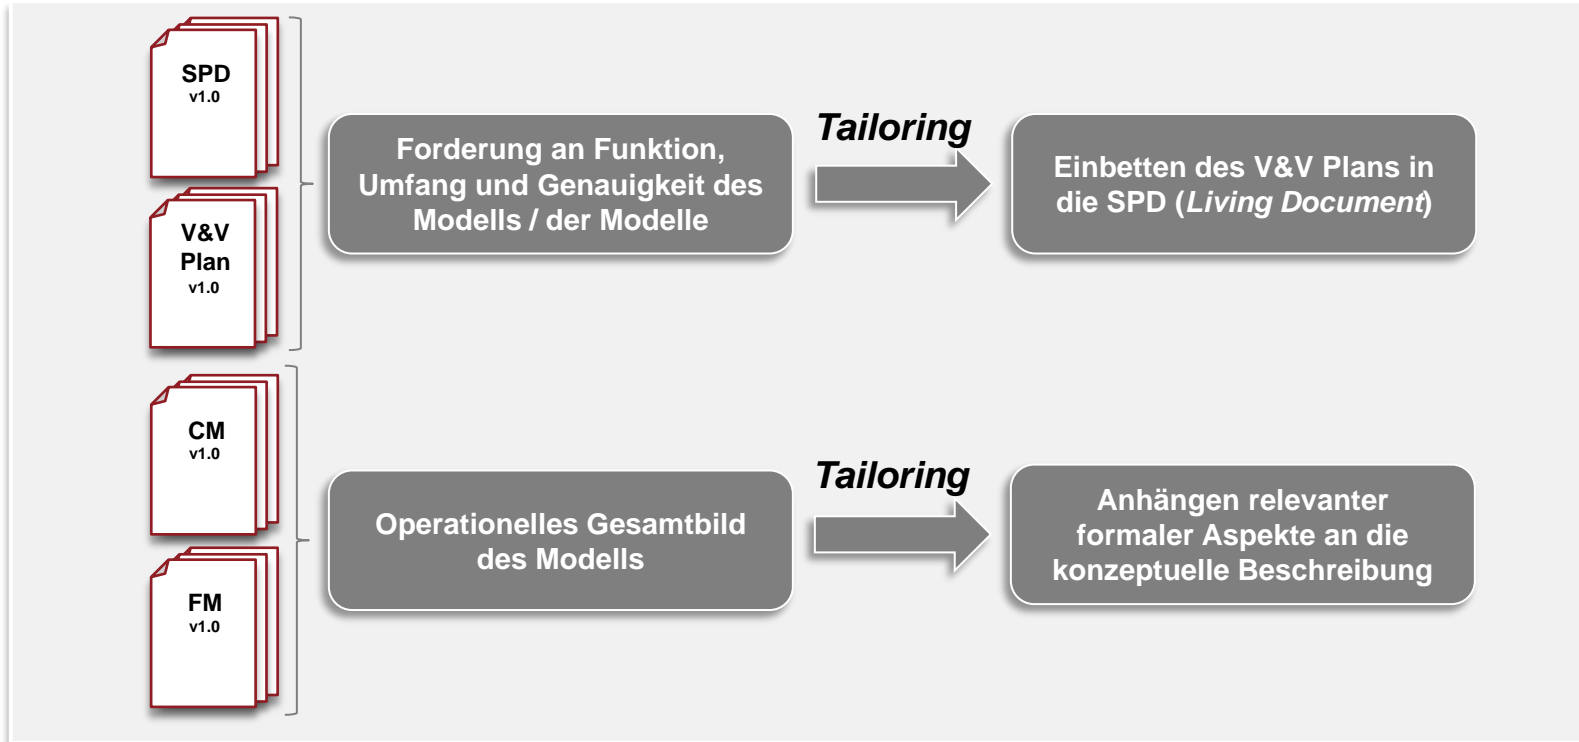 SPD
v1.0
V&V
Plan
v1.0
Forderung an Funktion,
Umfang und Genauigkeit des
Modells / der Modelle
Tailoring
Einbetten des V&V Plans in
die SPD (Living Document)
CM
v1.0
FM
v1.0
Operationelles Gesamtbild
des Modells
Tailoring
Anhängen relevanter
formaler Aspekte an die
konzeptuelle Beschreibung